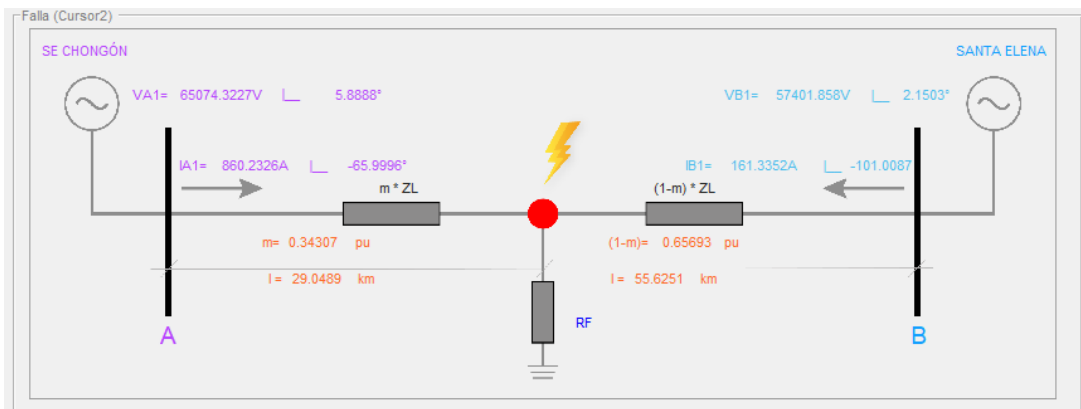 Falla (Cursor2)
SE CHONGÓN
SANTA ELENA
VA1= 65074.3227V |__ 5.8888°
VB1= 57401.858V |__ 2.1503°
IA1= 860.2326A |__ -65.9996°
IB1= 161.3352A |__ -101.0087
m * ZL
(1-m) * ZL
m= 0.34307 pu
(1-m)= 0.65693 pu
l = 29.0489 km
l = 55.6251 km
RF
A
B